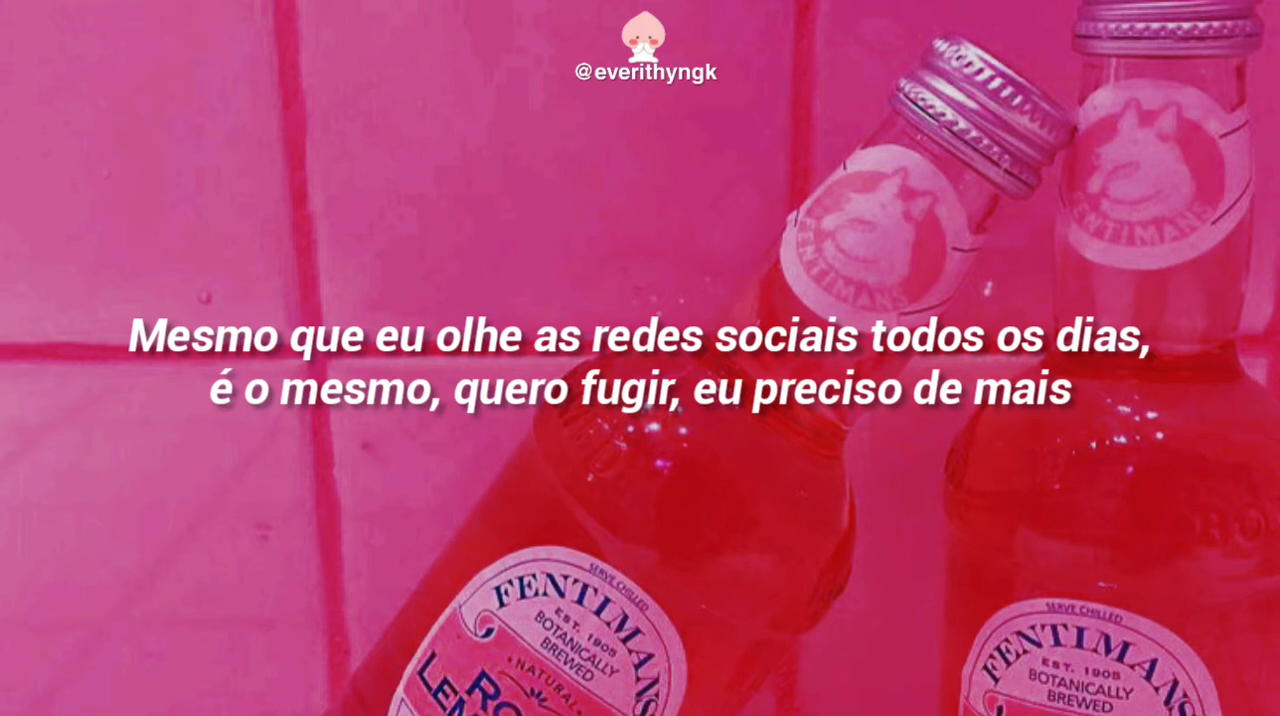 @everithyngk
Mesmo que eu olhe as redes sociais todos os dias,
é o mesmo, quero fugir, eu preciso de mais
FENTIMANS
FENTIMANS
SERVE CHILLED
FENTIMANS
EST. 1905
BOTANICALLY
BREWED
NATURAL
SERVE CHILLED
FENTIMANS
EST. 1905
BOTANICALLY
BREWED